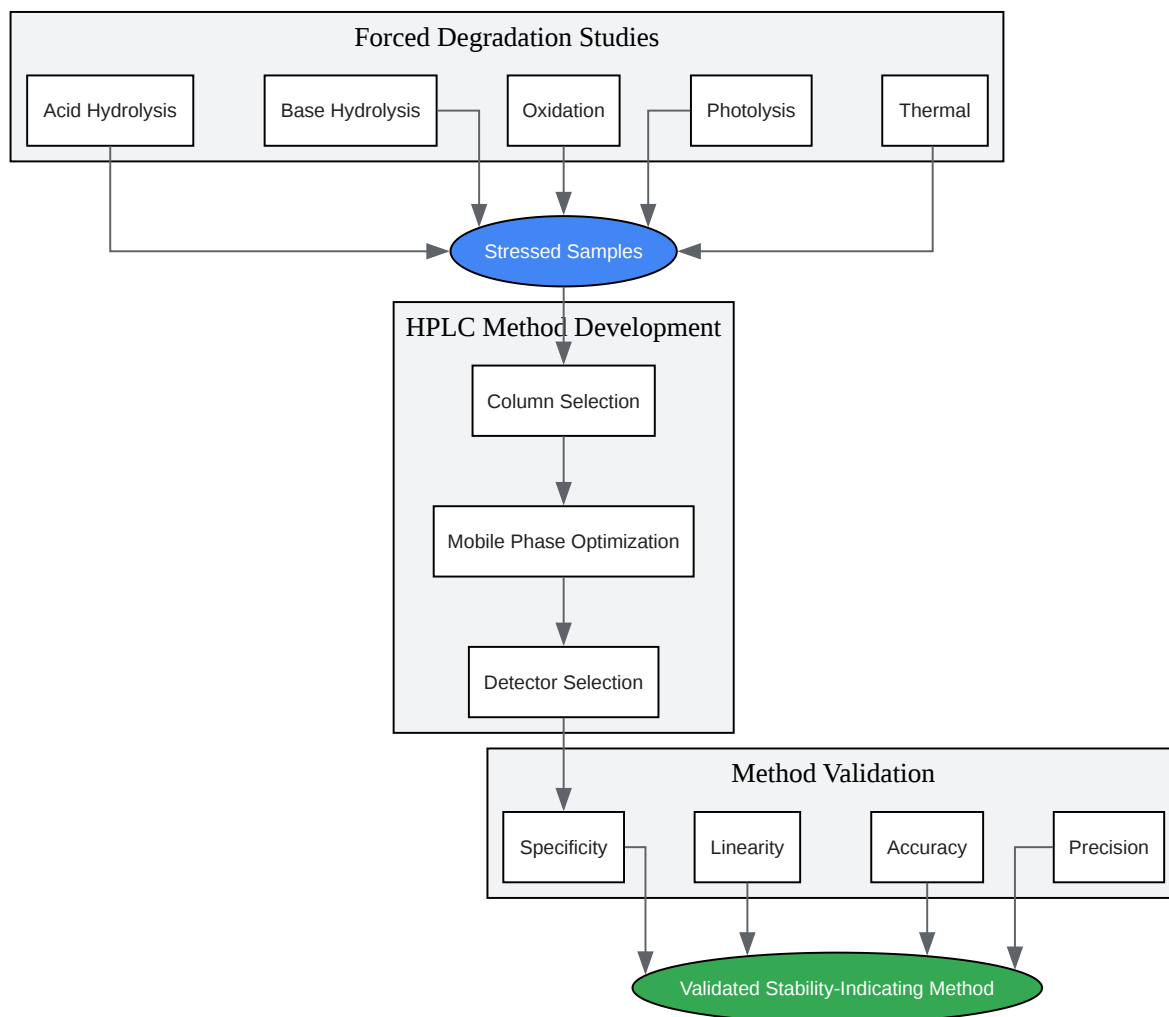 Forced Degradation Studies
Acid Hydrolysis
Base Hydrolysis
Oxidation
Photolysis
Thermal
Stressed Samples
HPLC Method Development
Column Selection
Mobile Phase Optimization
Detector Selection
Method Validation
Specificity
Linearity
Accuracy
Precision
Validated Stability-Indicating Method